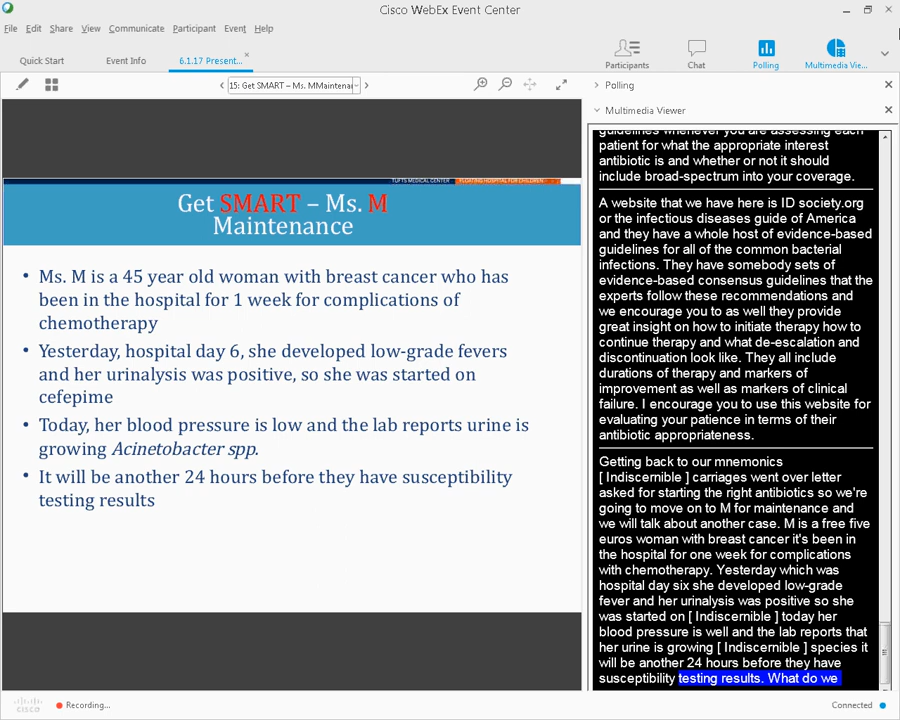 Cisco WebEx Event Center
File Edit Share View Communicate Participant Event Help
Quick Start Event Info 6.1.17 Present...
Participants Chat Polling Multimedia Vie...
15: Get SMART – Ms. MMaintenan
Polling
Multimedia Viewer
TUFTS MEDICAL CENTER FLOATING HOSPITAL FOR CHILDREN
Get SMART – Ms. M
Maintenance
• Ms. M is a 45 year old woman with breast cancer who has
been in the hospital for 1 week for complications of
chemotherapy
• Yesterday, hospital day 6, she developed low-grade fevers
and her urinalysis was positive, so she was started on
cefepime
• Today, her blood pressure is low and the lab reports urine is
growing Acinetobacter spp.
• It will be another 24 hours before they have susceptibility
testing results
guidelines whenever you are assessing each
patient for what the appropriate interest
antibiotic is and whether or not it should
include broad-spectrum into your coverage.
A website that we have here is ID society.org
or the infectious diseases guide of America
and they have a whole host of evidence-based
guidelines for all of the common bacterial
infections. They have somebody sets of
evidence-based consensus guidelines that the
experts follow these recommendations and
we encourage you to as well they provide
great insight on how to initiate therapy how to
continue therapy and what de-escalation and
discontinuation look like. They all include
durations of therapy and markers of
improvement as well as markers of clinical
failure. I encourage you to use this website for
evaluating your patience in terms of their
antibiotic appropriateness.
Getting back to our mnemonics
[ Indiscernible ] carriages went over letter
asked for starting the right antibiotics so we're
going to move on to M for maintenance and
we will talk about another case. M is a free five
euros woman with breast cancer it's been in
the hospital for one week for complications
with chemotherapy. Yesterday which was
hospital day six she developed low-grade
fever and her urinalysis was positive so she
was started on [ Indiscernible ] today her
blood pressure is well and the lab reports that
her urine is growing [ Indiscernible ] species it
will be another 24 hours before they have
susceptibility testing results. What do we
Recording...
Connected